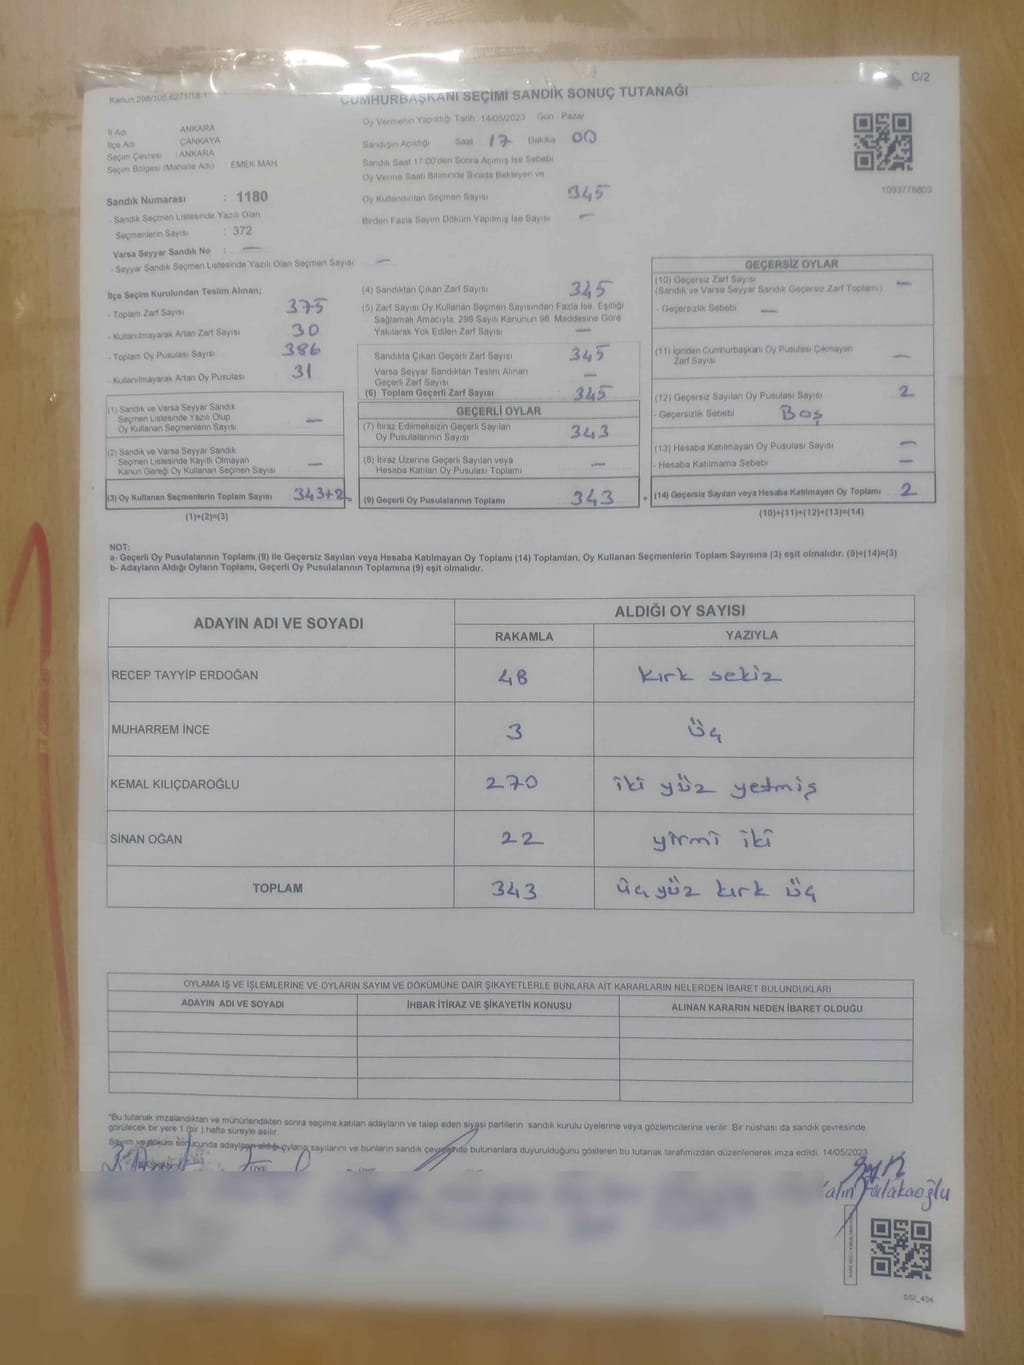 C/2
Kanun:298/105,6271/18-1
CUMHURBAŞKANI SEÇİMİ SANDIK SONUÇ TUTANAĞI
İl Adı : ANKARA
İlçe Adı : ÇANKAYA
Seçim Çevresi : ANKARA
Seçim Bölgesi (Mahalle Adı) EMEK MAH.
Sandık Numarası : 1180
- Sandık Seçmen Listesinde Yazılı Olan
Seçmenlerin Sayısı : 372
Varsa Seyyar Sandık No : —
- Seyyar Sandık Seçmen Listesinde Yazılı Olan Seçmen Sayısı : —
Oy Vermenin Yapıldığı Tarih : 14/05/2023 Gün : Pazar
Sandığın Açıldığı Saat 17 Dakika 00
Sandık Saat 17:00'den Sonra Açılmış İse Sebebi
Oy Verme Saati Bitiminde Sırada Bekleyen ve
Oy Kullandırılan Seçmen Sayısı 345
Birden Fazla Sayım Döküm Yapılmış İse Sayısı —
1093778803
İlçe Seçim Kurulundan Teslim Alınan;
- Toplam Zarf Sayısı 375
- Kullanılmayarak Artan Zarf Sayısı 30
- Toplam Oy Pusulası Sayısı 386
- Kullanılmayarak Artan Oy Pusulası 31
(1) Sandık ve Varsa Seyyar Sandık
Seçmen Listesinde Yazılı Olup
Oy Kullanan Seçmenlerin Sayısı —
(2) Sandık ve Varsa Seyyar Sandık
Seçmen Listesinde Kayıtlı Olmayan
Kanun Gereği Oy Kullanan Seçmen Sayısı —
(3) Oy Kullanan Seçmenlerin Toplam Sayısı 343+2 =
(1)+(2)=(3)
(4) Sandıktan Çıkan Zarf Sayısı 345
(5) Zarf Sayısı Oy Kullanan Seçmen Sayısından Fazla İse, Eşitliği
Sağlamak Amacıyla, 298 Sayılı Kanunun 98. Maddesine Göre
Yakılarak Yok Edilen Zarf Sayısı —
Sandıkta Çıkan Geçerli Zarf Sayısı 345
Varsa Seyyar Sandıktan Teslim Alınan
Geçerli Zarf Sayısı —
(6) Toplam Geçerli Zarf Sayısı 345
GEÇERLİ OYLAR
(7) İtiraz Edilmeksizin Geçerli Sayılan
Oy Pusulalarının Sayısı 343
(8) İtiraz Üzerine Geçerli Sayılan veya
Hesaba Katılan Oy Pusulası Toplamı —
(9) Geçerli Oy Pusulalarının Toplamı 343 +
GEÇERSİZ OYLAR
(10) Geçersiz Zarf Sayısı
(Sandık ve Varsa Seyyar Sandık Geçersiz Zarf Toplamı) —
- Geçersizlik Sebebi —
(11) İçinden Cumhurbaşkanı Oy Pusulası Çıkmayan
Zarf Sayısı —
(12) Geçersiz Sayılan Oy Pusulası Sayısı 2
- Geçersizlik Sebebi Boş
(13) Hesaba Katılmayan Oy Pusulası Sayısı —
- Hesaba Katılmama Sebebi —
(14) Geçersiz Sayılan veya Hesaba Katılmayan Oy Toplamı 2
(10)+(11)+(12)+(13)=(14)
NOT:
a- Geçerli Oy Pusulalarının Toplamı (9) ile Geçersiz Sayılan veya Hesaba Katılmayan Oy Toplamı (14) Toplamları, Oy Kullanan Seçmenlerin Toplam Sayısına (3) eşit olmalıdır. (9)+(14)=(3)
b- Adayların Aldığı Oyların Toplamı, Geçerli Oy Pusulalarının Toplamına (9) eşit olmalıdır.
ADAYIN ADI VE SOYADI ALDIĞI OY SAYISI
RAKAMLA YAZIYLA
RECEP TAYYİP ERDOĞAN 48 kırk sekiz
MUHARREM İNCE 3 üç
KEMAL KILIÇDAROĞLU 270 iki yüz yetmiş
SİNAN OĞAN 22 yirmi iki
TOPLAM 343 üç yüz kırk üç
OYLAMA İŞ VE İŞLEMLERİNE VE OYLARIN SAYIM VE DÖKÜMÜNE DAİR ŞİKAYETLERLE BUNLARA AİT KARARLARIN NELERDEN İBARET BULUNDUKLARI
ADAYIN ADI VE SOYADI İHBAR İTİRAZ VE ŞİKAYETİN KONUSU ALINAN KARARIN NEDEN İBARET OLDUĞU
*Bu tutanak imzalandıktan ve mühürlendikten sonra seçime katılan adayların ve talep eden siyasi partilerin sandık kurulu üyelerine veya gözlemcilerine verilir. Bir nüshası da sandık çevresinde
görülecek bir yere 1 (bir ) hafta süreyle asılır.
Sayım ve döküm sonucunda adayların aldığı oyların sayılarını ve bunların sandık çevresinde bulunanlara duyurulduğunu gösteren bu tutanak tarafımızdan düzenlenerek imza edildi. 14/05/2023
ÜYE
SSI_404